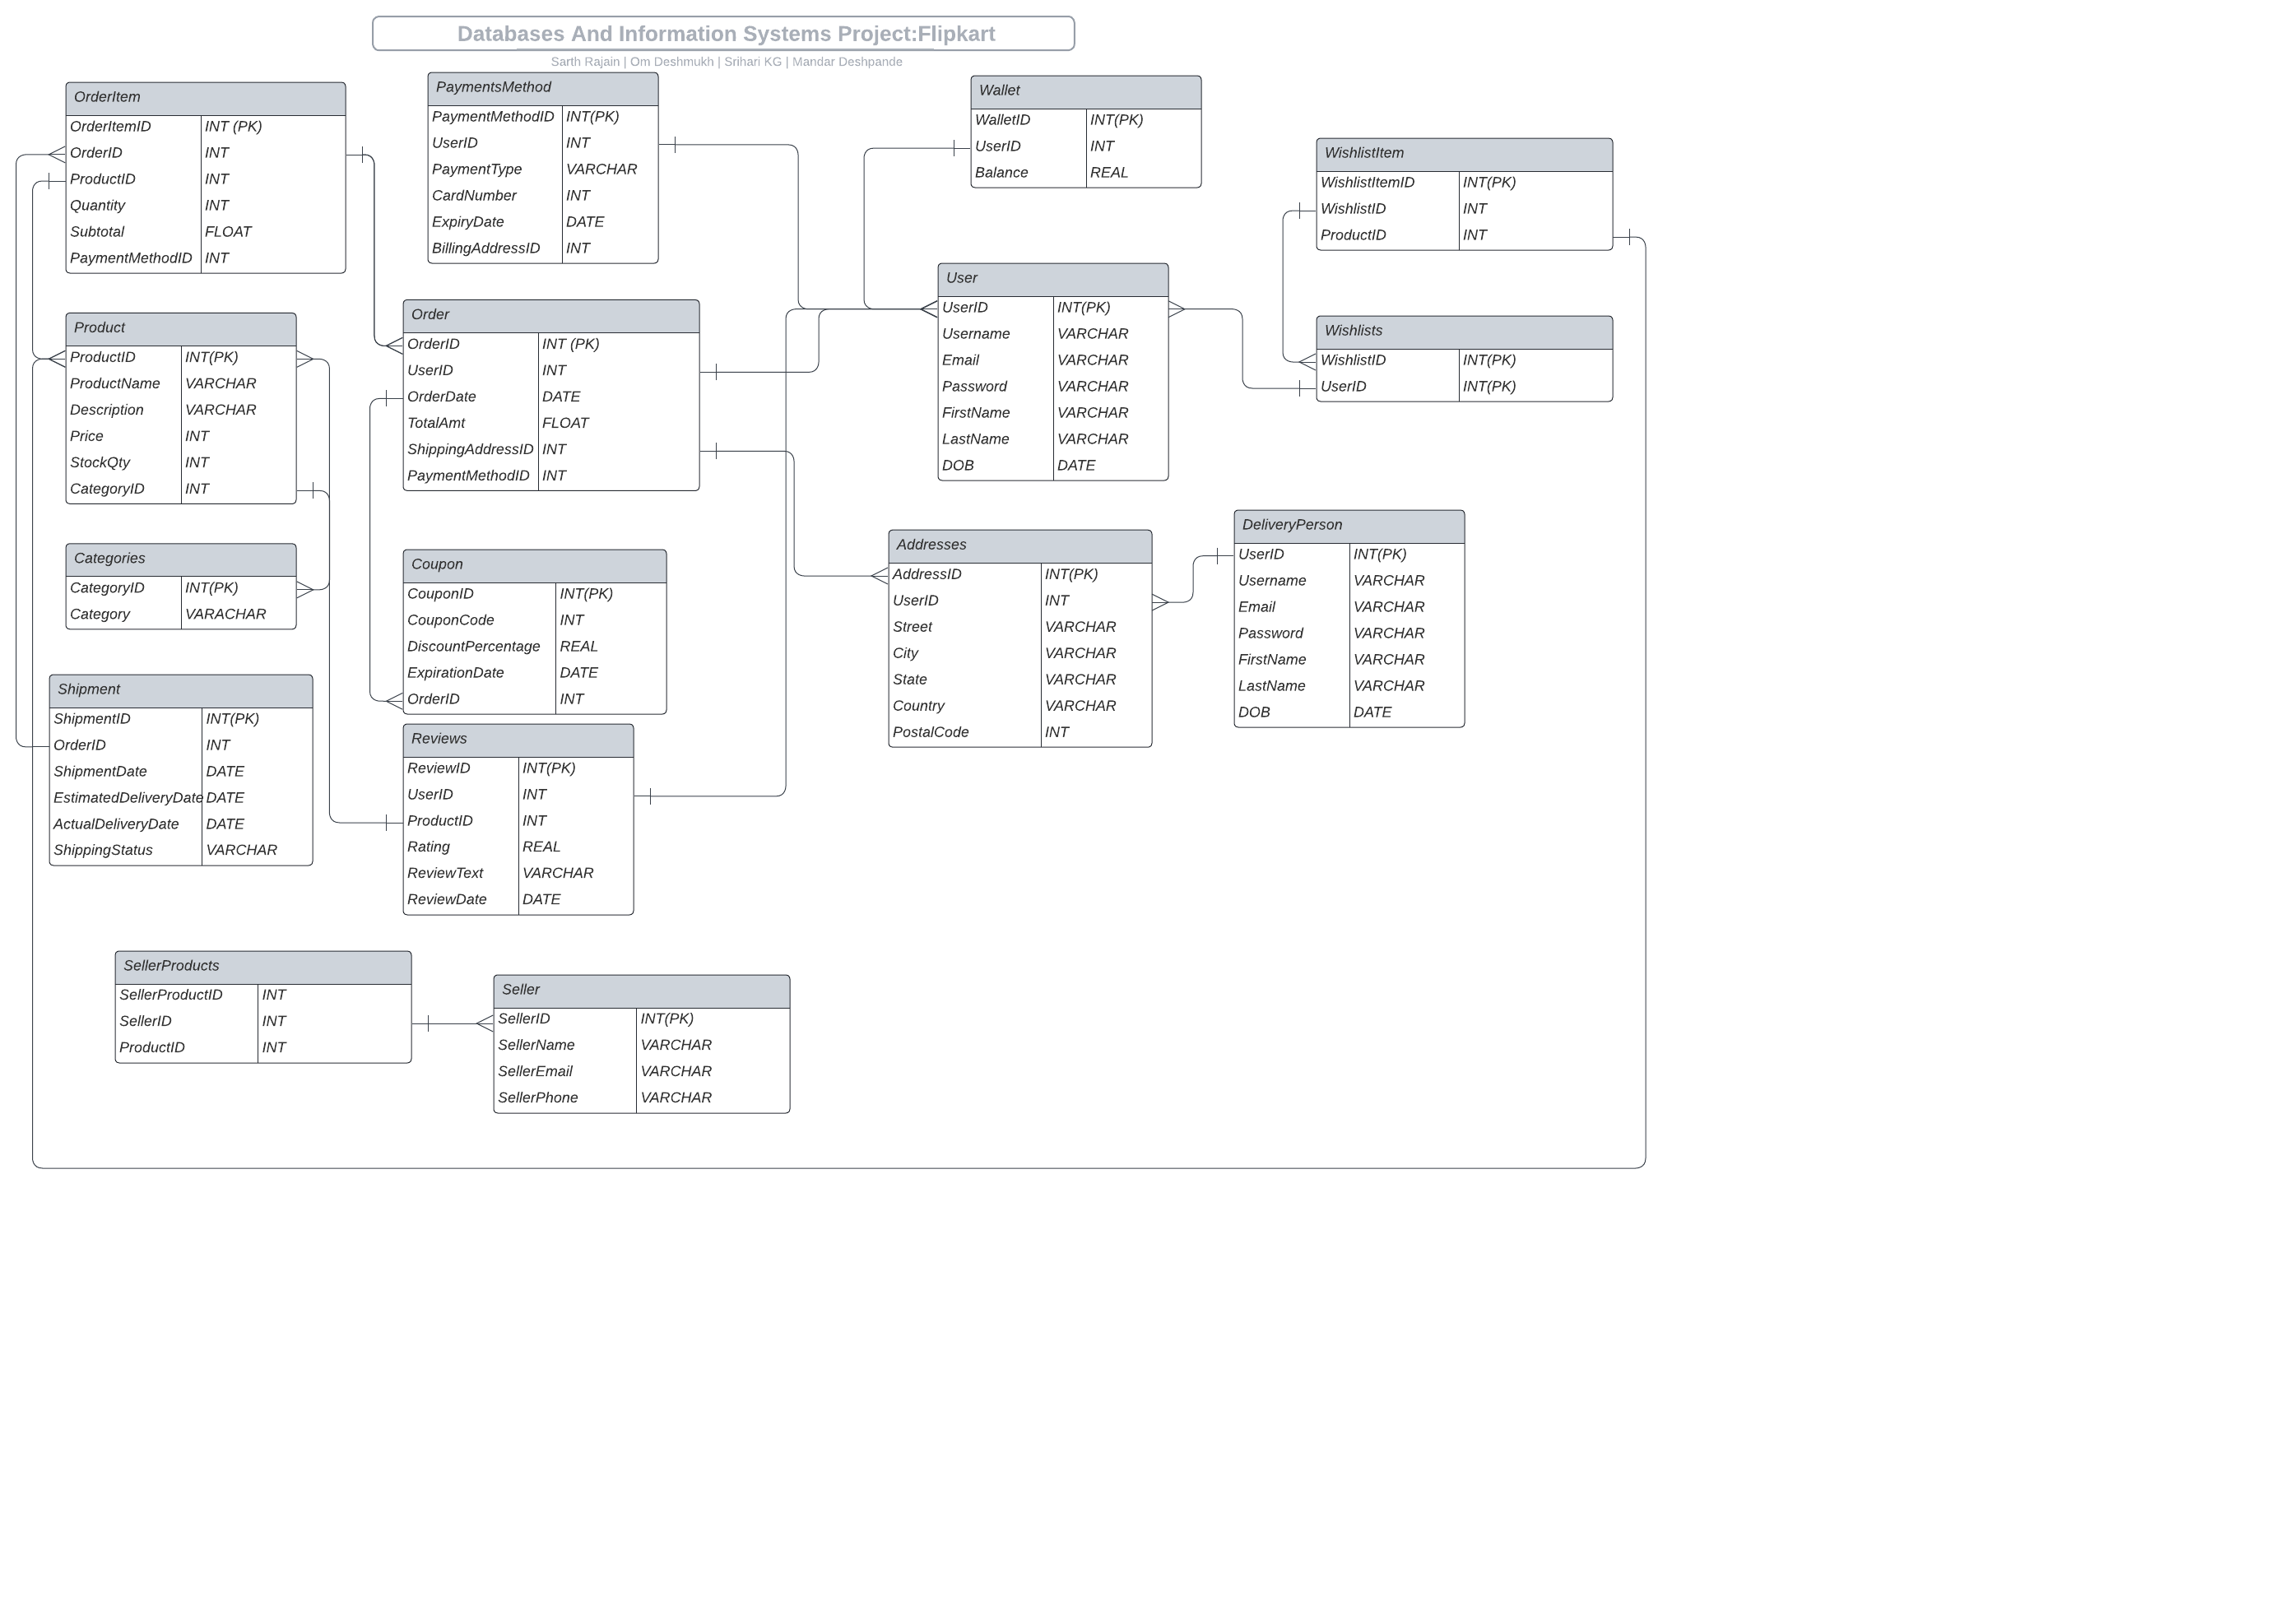 Databases And Information Systems Project:Flipkart
Sarth Rajain | Om Deshmukh | Srihari KG | Mandar Deshpande
OrderItem
OrderItemID INT (PK)
OrderID INT
ProductID INT
Quantity INT
Subtotal FLOAT
PaymentMethodID INT
PaymentsMethod
PaymentMethodID INT(PK)
UserID INT
PaymentType VARCHAR
CardNumber INT
ExpiryDate DATE
BillingAddressID INT
Wallet
WalletID INT(PK)
UserID INT
Balance REAL
WishlistItem
WishlistItemID INT(PK)
WishlistID INT
ProductID INT
Product
ProductID INT(PK)
ProductName VARCHAR
Description VARCHAR
Price INT
StockQty INT
CategoryID INT
Order
OrderID INT (PK)
UserID INT
OrderDate DATE
TotalAmt FLOAT
ShippingAddressID INT
PaymentMethodID INT
User
UserID INT(PK)
Username VARCHAR
Email VARCHAR
Password VARCHAR
FirstName VARCHAR
LastName VARCHAR
DOB DATE
Wishlists
WishlistID INT(PK)
UserID INT(PK)
Categories
CategoryID INT(PK)
Category VARACHAR
Coupon
CouponID INT(PK)
CouponCode INT
DiscountPercentage REAL
ExpirationDate DATE
OrderID INT
Addresses
AddressID INT(PK)
UserID INT
Street VARCHAR
City VARCHAR
State VARCHAR
Country VARCHAR
PostalCode INT
DeliveryPerson
UserID INT(PK)
Username VARCHAR
Email VARCHAR
Password VARCHAR
FirstName VARCHAR
LastName VARCHAR
DOB DATE
Shipment
ShipmentID INT(PK)
OrderID INT
ShipmentDate DATE
EstimatedDeliveryDate DATE
ActualDeliveryDate DATE
ShippingStatus VARCHAR
Reviews
ReviewID INT(PK)
UserID INT
ProductID INT
Rating REAL
ReviewText VARCHAR
ReviewDate DATE
SellerProducts
SellerProductID INT
SellerID INT
ProductID INT
Seller
SellerID INT(PK)
SellerName VARCHAR
SellerEmail VARCHAR
SellerPhone VARCHAR